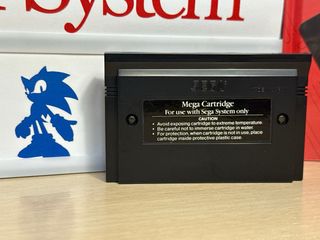 System
SEGA
Mega Cartridge
For use with Sega System only
CAUTION
• Avoid exposing cartridge to extreme temperature.
• Be careful not to immerse cartridge in water.
• For protection, when cartridge is not in use, place
cartridge inside protective plastic case.